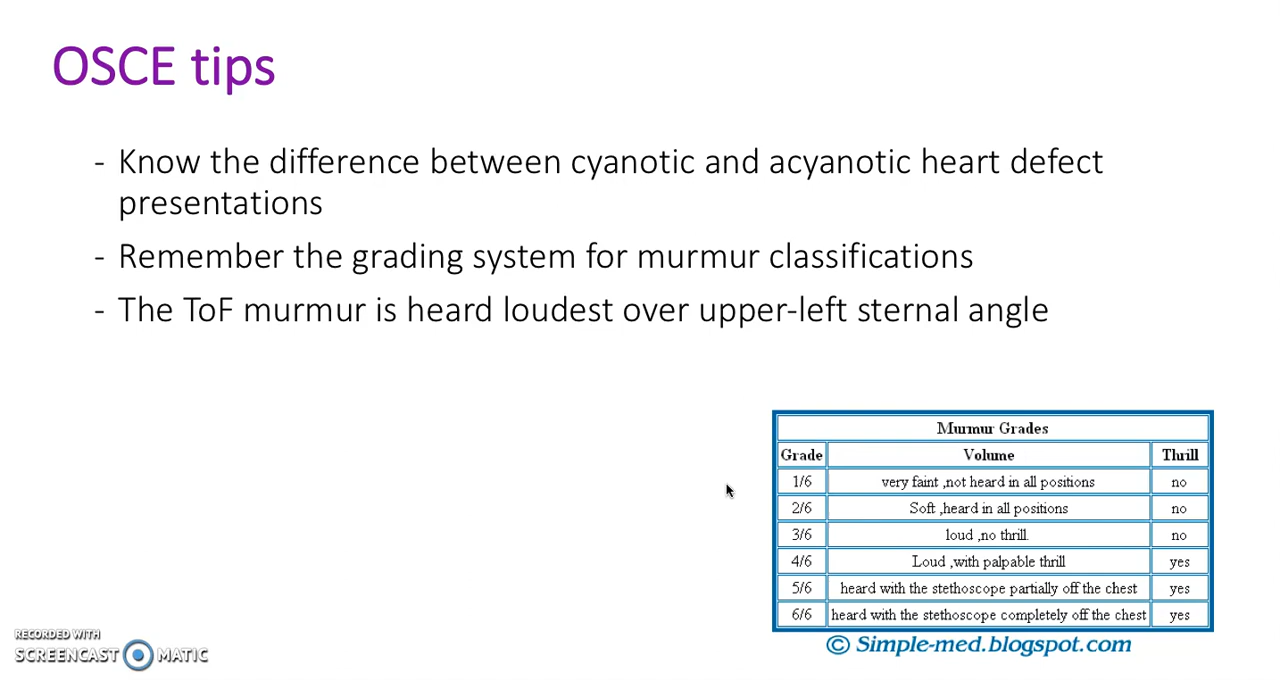 OSCE tips
- Know the difference between cyanotic and acyanotic heart defect
presentations
- Remember the grading system for murmur classifications
- The ToF murmur is heard loudest over upper-left sternal angle
Murmur Grades
Grade Volume Thrill
1/6 very faint ,not heard in all positions no
2/6 Soft ,heard in all positions no
3/6 loud ,no thrill. no
4/6 Loud ,with palpable thrill yes
5/6 heard with the stethoscope partially off the chest yes
6/6 heard with the stethoscope completely off the chest yes
© Simple-med.blogspot.com
RECORDED WITH
SCREENCAST MATIC